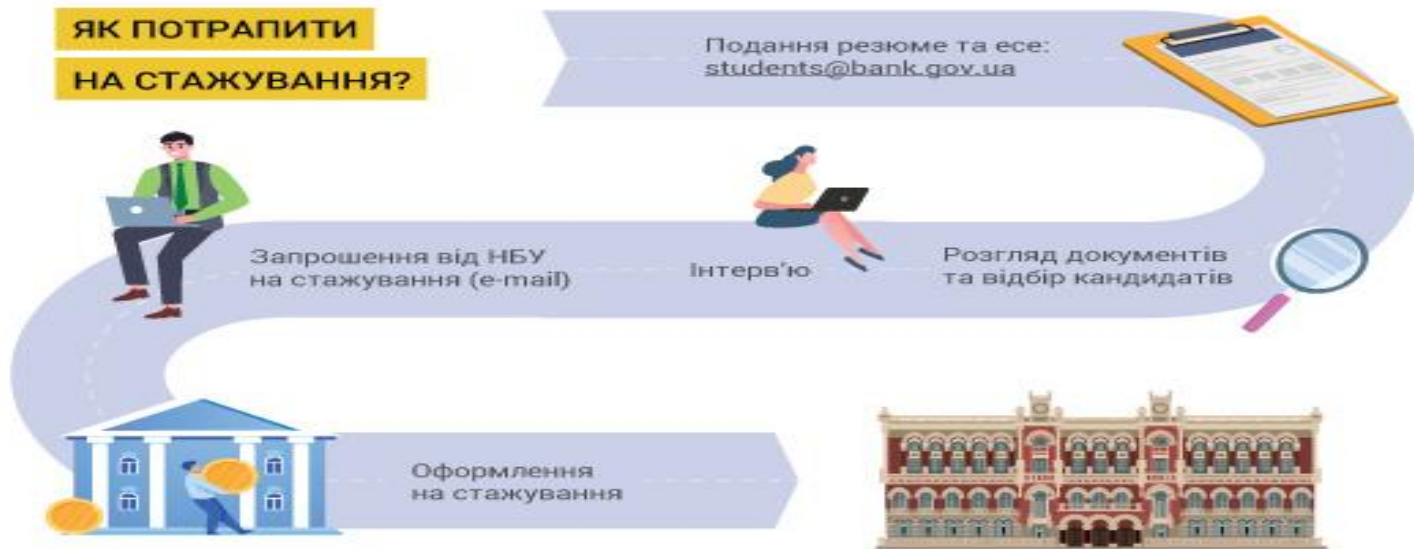 ЯК ПОТРАПИТИ
НА СТАЖУВАННЯ?
Подання резюме та есе:
students@bank.gov.ua
Розгляд документів
та відбір кандидатів
Інтерв'ю
Запрошення від НБУ
на стажування (e-mail)
Оформлення
на стажування